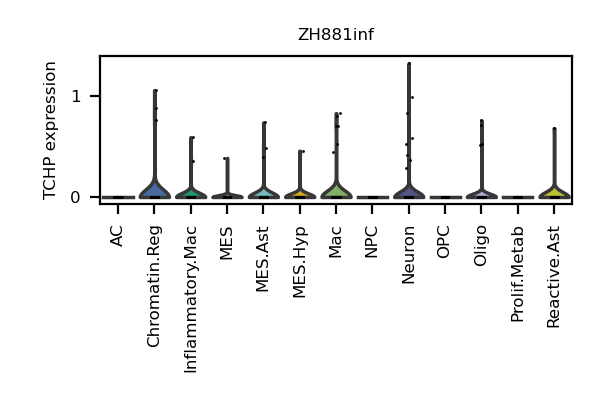 ZH881inf
TCHP expression
1
0
AC
Chromatin.Reg
Inflammatory.Mac
MES
MES.Ast
MES.Hyp
Mac
NPC
Neuron
OPC
Oligo
Prolif.Metab
Reactive.Ast